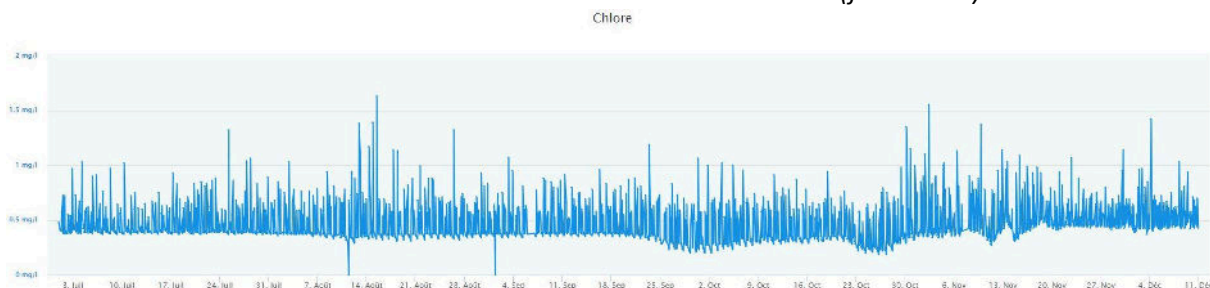 Chlore
2 mg/l
1.5 mg/l
1 mg/l
0.5 mg/l
0 mg/l
3. Juil 10. Juil 17. Juil 24. Juil 31. Juil 7. Août 14. Août 21. Août 28. Août 4. Sep 11. Sep 18. Sep 25. Sep 2. Oct 9. Oct 16. Oct 23. Oct 30. Oct 6. Nov 13. Nov 20. Nov 27. Nov 4. Déc 11. Déc